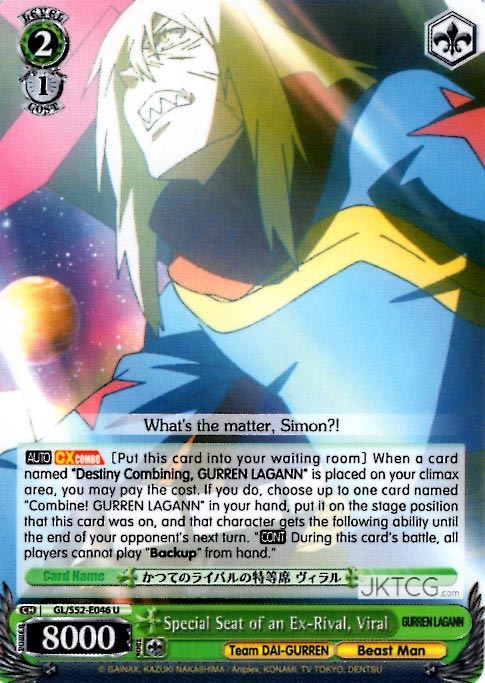 LEVEL
2
1
COST
What's the matter, Simon?!
AUTO CX COMBO [Put this card into your waiting room] When a card
named "Destiny Combining, GURREN LAGANN" is placed on your climax
area, you may pay the cost. If you do, choose up to one card named
"Combine! GURREN LAGANN" in your hand, put it on the stage position
that this card was on, and that character gets the following ability until
the end of your opponent's next turn. "CONT During this card's battle, all
players cannot play "Backup" from hand."
Card Name かつてのライバルの特等席 ヴィラル
JKTCG.com
CH GL/S52-E046 U
POWER 8000 SOUL
Special Seat of an Ex-Rival, Viral
GURREN LAGANN
Team DAI-GURREN Beast Man
© GAINAX, KAZUKI NAKASHIMA / Aniplex, KONAMI, TV TOKYO, DENTSU